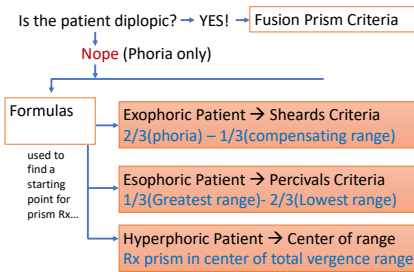 Is the patient diplopic? → YES! → Fusion Prism Criteria
Nope (Phoria only)
Formulas
used to
find a
starting
point for
prism Rx...
Exophoric Patient → Sheards Criteria
2/3(phoria) – 1/3(compensating range)
Esophoric Patient → Percivals Criteria
1/3(Greatest range)- 2/3(Lowest range)
Hyperphoric Patient → Center of range
Rx prism in center of total vergence range